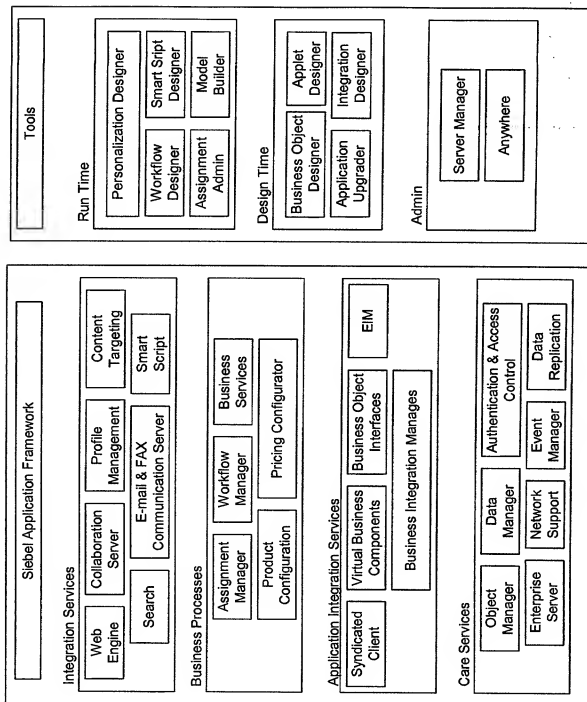 Siebel Application Framework
Integration Services
Web
Engine
Collaboration
Server
Profile
Management
Content
Targeting
Search
E-mail & FAX
Communication Server
Smart
Script
Business Processes
Assignment
Manager
Workflow
Manager
Business
Services
Product
Configuration
Pricing Configurator
Application Integration Services
Syndicated
Client
Virtual Business
Components
Business Object
Interfaces
EIM
Business Integration Manages
Care Services
Object
Manager
Data
Manager
Authentication & Access
Control
Enterprise
Server
Network
Support
Event
Manager
Data
Replication
Tools
Run Time
Personalization Designer
Workflow
Designer
Smart Sript
Designer
Assignment
Admin
Model
Builder
Design Time
Business Object
Designer
Applet
Designer
Application
Upgrader
Integration
Designer
Admin
Server Manager
Anywhere